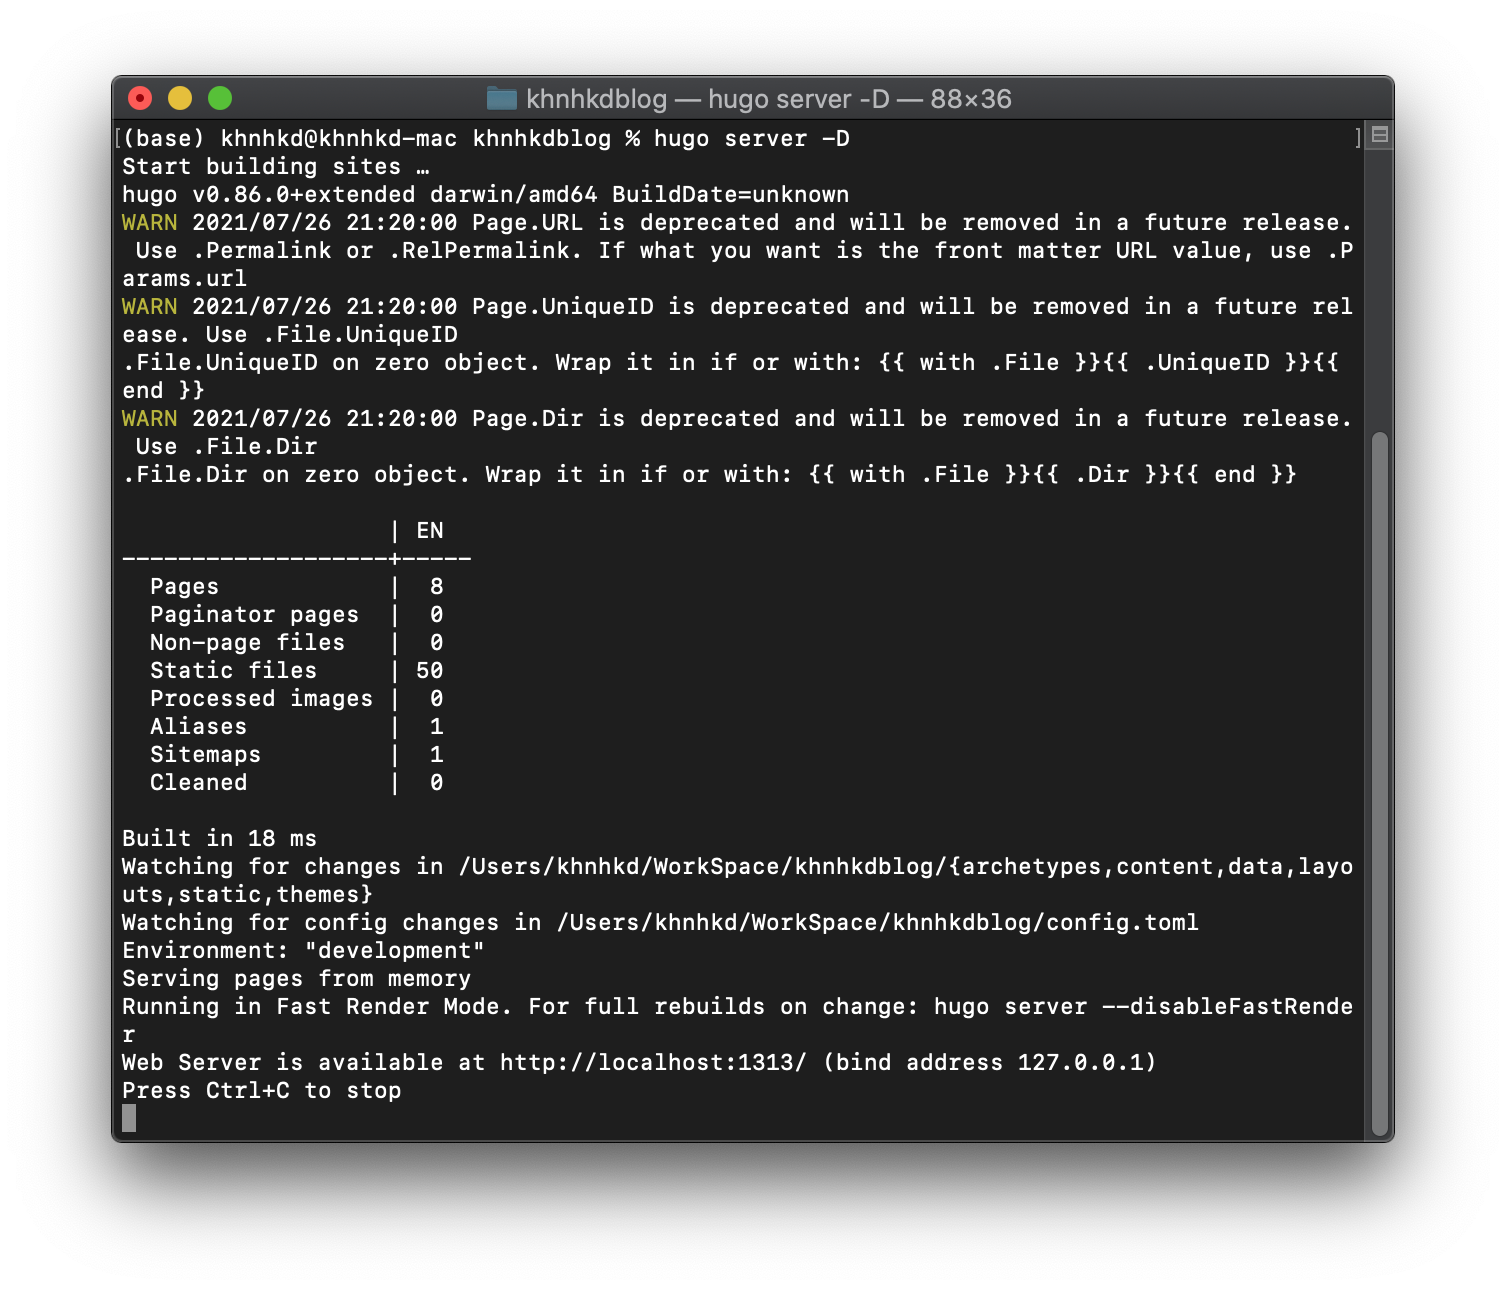 khnhkdblog — hugo server -D — 88×36
[(base) khnhkd@khnhkd-mac khnhkdblog % hugo server -D ]
Start building sites …
hugo v0.86.0+extended darwin/amd64 BuildDate=unknown
WARN 2021/07/26 21:20:00 Page.URL is deprecated and will be removed in a future release.
 Use .Permalink or .RelPermalink. If what you want is the front matter URL value, use .P
arams.url
WARN 2021/07/26 21:20:00 Page.UniqueID is deprecated and will be removed in a future rel
ease. Use .File.UniqueID
.File.UniqueID on zero object. Wrap it in if or with: {{ with .File }}{{ .UniqueID }}{{
end }}
WARN 2021/07/26 21:20:00 Page.Dir is deprecated and will be removed in a future release.
 Use .File.Dir
.File.Dir on zero object. Wrap it in if or with: {{ with .File }}{{ .Dir }}{{ end }}
                   | EN
-------------------+-----
  Pages            |  8
  Paginator pages  |  0
  Non-page files   |  0
  Static files     | 50
  Processed images |  0
  Aliases          |  1
  Sitemaps         |  1
  Cleaned          |  0
Built in 18 ms
Watching for changes in /Users/khnhkd/WorkSpace/khnhkdblog/{archetypes,content,data,layo
uts,static,themes}
Watching for config changes in /Users/khnhkd/WorkSpace/khnhkdblog/config.toml
Environment: "development"
Serving pages from memory
Running in Fast Render Mode. For full rebuilds on change: hugo server --disableFastRende
r
Web Server is available at http://localhost:1313/ (bind address 127.0.0.1)
Press Ctrl+C to stop